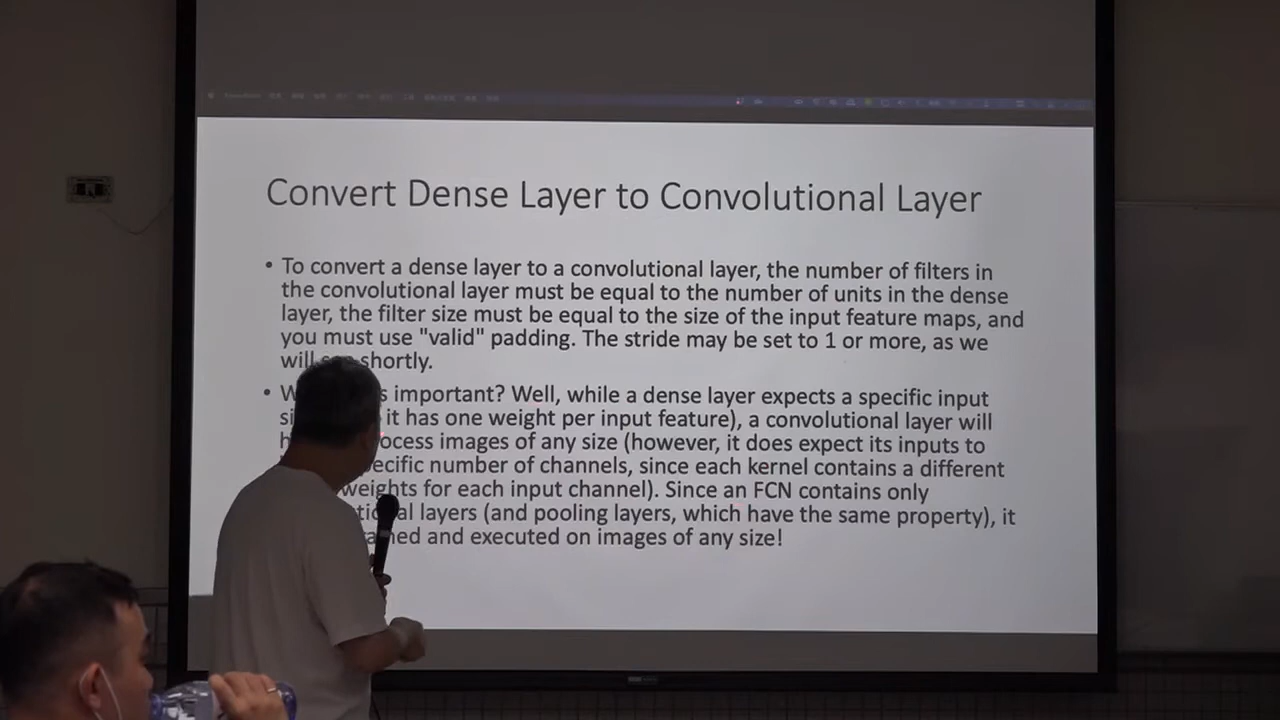 Convert Dense Layer to Convolutional Layer
• To convert a dense layer to a convolutional layer, the number of filters in
the convolutional layer must be equal to the number of units in the dense
layer, the filter size must be equal to the size of the input feature maps, and
you must use "valid" padding. The stride may be set to 1 or more, as we
will see shortly.
• important? Well, while a dense layer expects a specific input
it has one weight per input feature), a convolutional layer will
process images of any size (however, it does expect its inputs to
specific number of channels, since each kernel contains a different
weights for each input channel). Since an FCN contains only
layers (and pooling layers, which have the same property), it
and executed on images of any size!